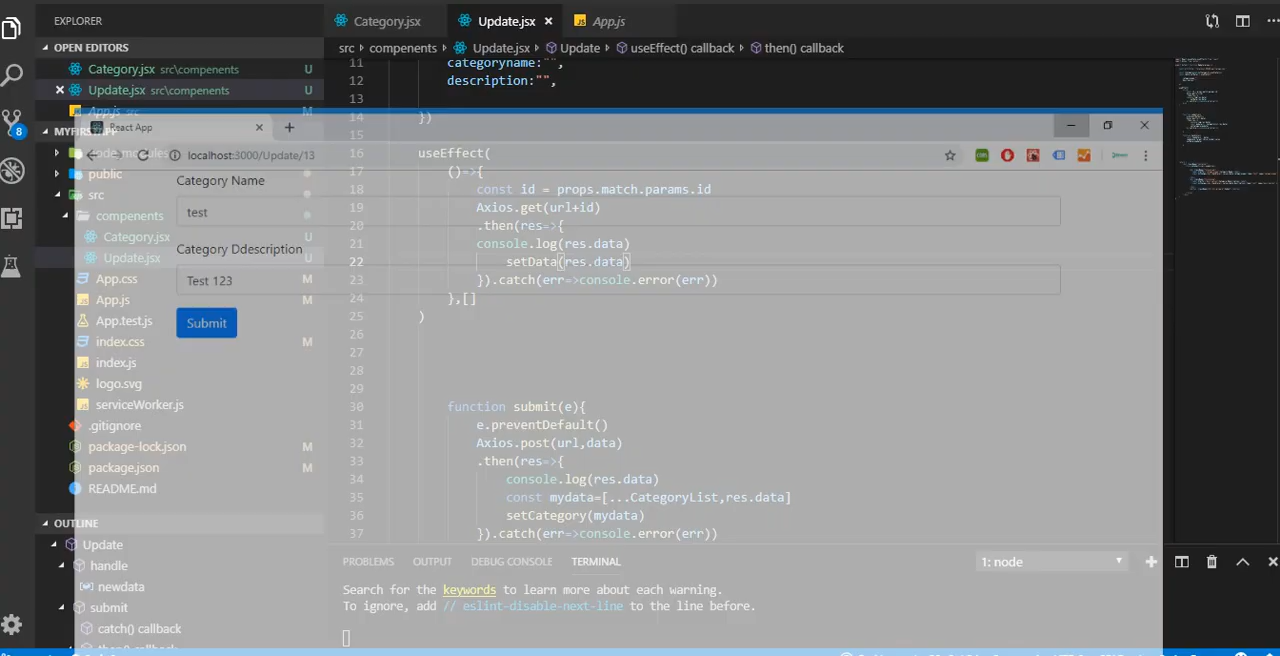 EXPLORER
Category.jsx
Update.jsx
App.js
OPEN EDITORS
Category.jsx src\compenents U
Update.jsx src\compenents U
App.js src M
src compenents Update.jsx Update useEffect() callback then() callback
11 categoryname:"",
12 description:"",
13
14 })
15
16 useEffect(
17 ()=>{
18 const id = props.match.params.id
19 Axios.get(url+id)
20 .then(res=>{
21 console.log(res.data)
22 setData(res.data)
23 }).catch(err=>console.error(err))
24 },[]
25 )
26
27
28
29
30 function submit(e){
31 e.preventDefault()
32 Axios.post(url,data)
33 .then(res=>{
34 console.log(res.data)
35 const mydata=[...CategoryList,res.data]
36 setCategory(mydata)
37 }).catch(err=>console.error(err))
8
MYFIRSTAPP
node_modules
public
src
compenents
Category.jsx U
Update.jsx U
App.css M
App.js M
App.test.js
index.css M
index.js
logo.svg
serviceWorker.js
.gitignore
package-lock.json M
package.json M
README.md
OUTLINE
Update
handle
newdata
submit
catch() callback
then() callback
React App
localhost:3000/Update/13
Category Name
test
Category Ddescription
Test 123
Submit
PROBLEMS OUTPUT DEBUG CONSOLE TERMINAL
1: node
Search for the keywords to learn more about each warning.
To ignore, add // eslint-disable-next-line to the line before.